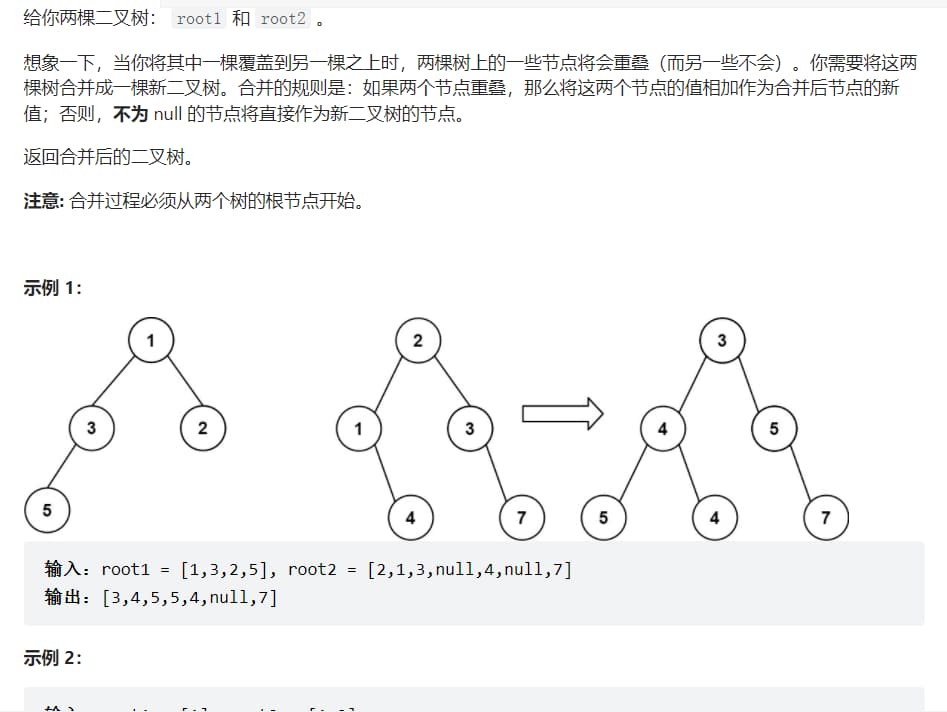 给你两棵二叉树： root1 和 root2 。
想象一下，当你将其中一棵覆盖到另一棵之上时，两棵树上的一些节点将会重叠（而另一些不会）。你需要将这两
棵树合并成一棵新二叉树。合并的规则是：如果两个节点重叠，那么将这两个节点的值相加作为合并后节点的新
值；否则，不为 null 的节点将直接作为新二叉树的节点。
返回合并后的二叉树。
注意: 合并过程必须从两个树的根节点开始。
示例 1：
1 2 3
3 2 1 3 4 5
5 4 7 5 4 7
输入：root1 = [1,3,2,5], root2 = [2,1,3,null,4,null,7]
输出：[3,4,5,5,4,null,7]
示例 2：